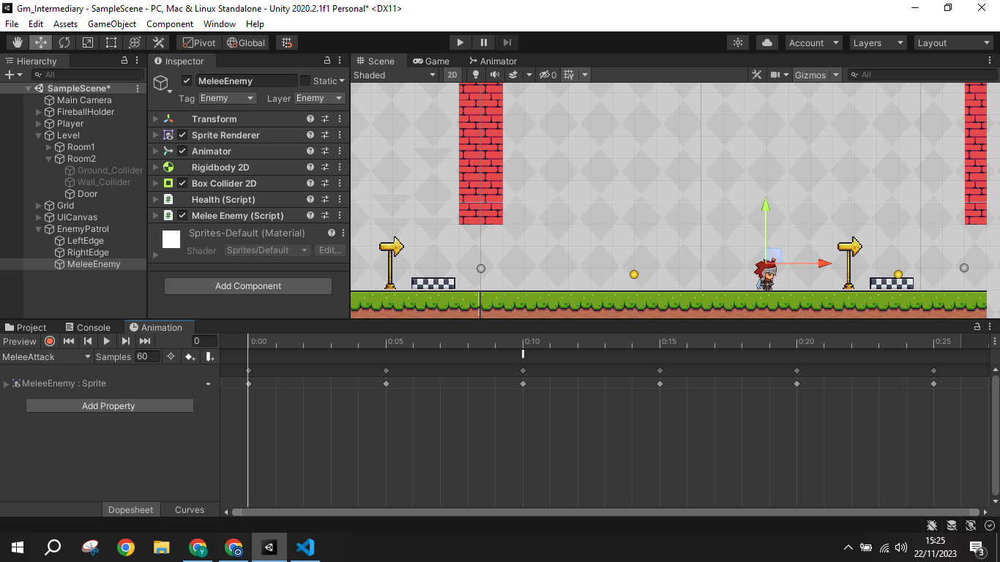 Gm_Intermediary - SampleScene - PC, Mac & Linux Standalone - Unity 2020.2.1f1 Personal* <DX11>
File Edit Assets GameObject Component Window Help
Pivot Global Account Layers Layout
Hierarchy
All
SampleScene*
Main Camera
FireballHolder
Player
Level
Room1
Room2
Ground_Collider
Wall_Collider
Door
Grid
UICanvas
EnemyPatrol
LeftEdge
RightEdge
MeleeEnemy
Inspector
MeleeEnemy Static
Tag Enemy Layer Enemy
Transform
Sprite Renderer
Animator
Rigidbody 2D
Box Collider 2D
Health (Script)
Melee Enemy (Script)
Sprites-Default (Material)
Shader Sprites/Default Edit...
Add Component
Scene Game Animator
Shaded 2D 0 Gizmos All
Project Console Animation
Preview 0 0:00 0:05 0:10 0:15 0:20 0:25
MeleeAttack Samples 60
MeleeEnemy : Sprite
Add Property
Dopesheet Curves
15:25
22/11/2023
3